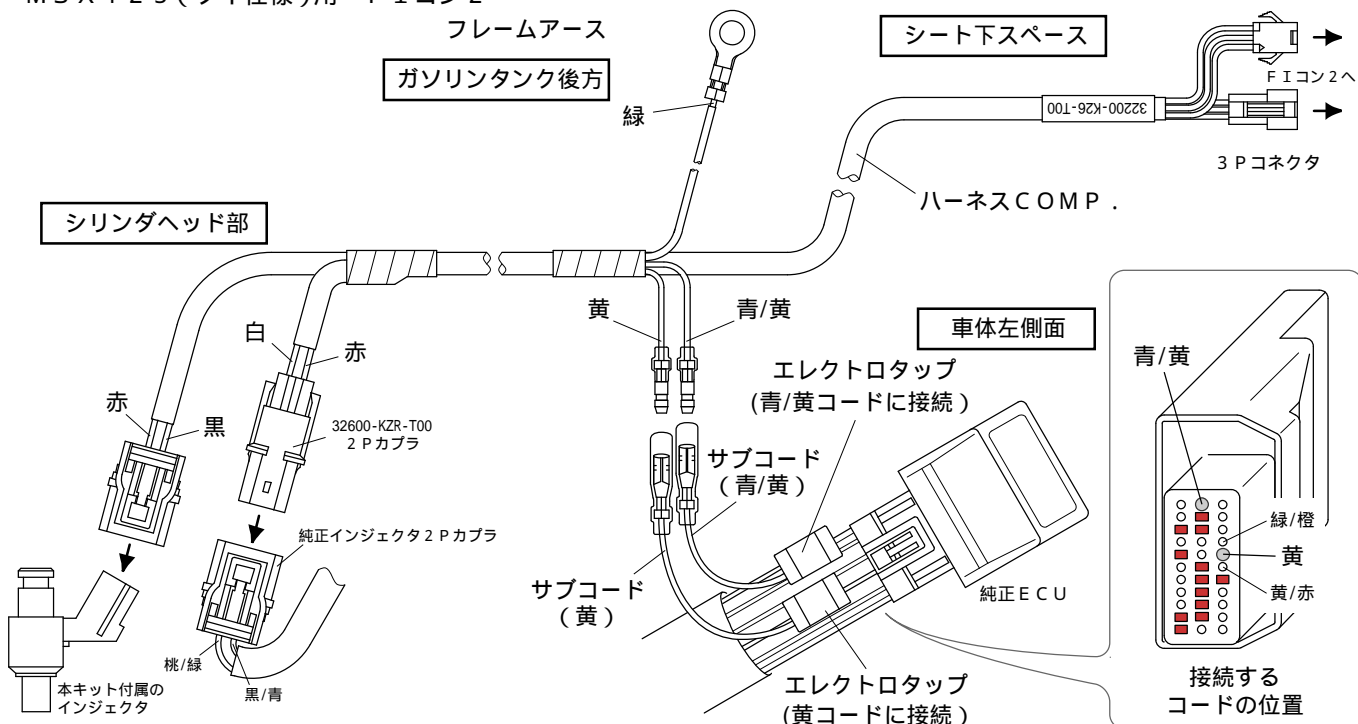 フレームアース
ガソリンタンク後方
緑
シート下スペース
ＦＩコン２へ
32200-K26-T00
３Ｐコネクタ
ハーネスＣＯＭＰ．
シリンダヘッド部
白
赤
赤
黒
32600-KZR-T00
２Ｐカプラ
純正インジェクタ２Ｐカプラ
桃/緑
黒/青
本キット付属の
インジェクタ
黄
青/黄
車体左側面
エレクトロタップ
(青/黄コードに接続)
サブコード
(青/黄)
サブコード
(黄)
純正ＥＣＵ
エレクトロタップ
(黄コードに接続)
青/黄
緑/橙
黄
黄/赤
接続する
コードの位置